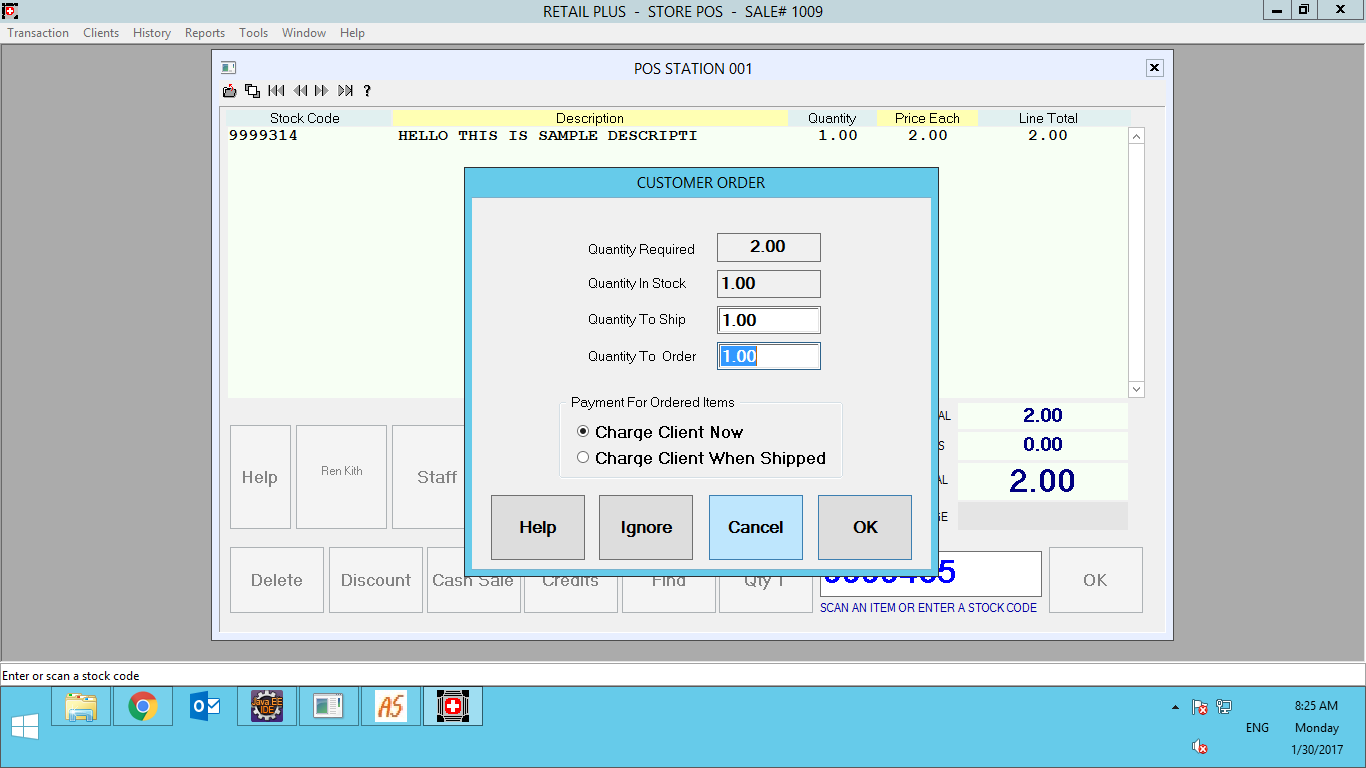 RETAIL PLUS - STORE POS - SALE# 1009
Transaction Clients History Reports Tools Window Help
POS STATION 001
?
Stock Code Description Quantity Price Each Line Total
9999314 HELLO THIS IS SAMPLE DESCRIPTI 1.00 2.00 2.00
CUSTOMER ORDER
Quantity Required 2.00
Quantity In Stock 1.00
Quantity To Ship 1.00
Quantity To Order 1.00
Payment For Ordered Items
Charge Client Now
Charge Client When Shipped
Help Ignore Cancel OK
AL 2.00
S 0.00
AL 2.00
GE
Help Ren Kith Staff
Delete Discount Cash Sale Credits Find Qty 1 OK
SCAN AN ITEM OR ENTER A STOCK CODE
Enter or scan a stock code
Java EE
IDE
AS
8:25 AM
ENG Monday
1/30/2017